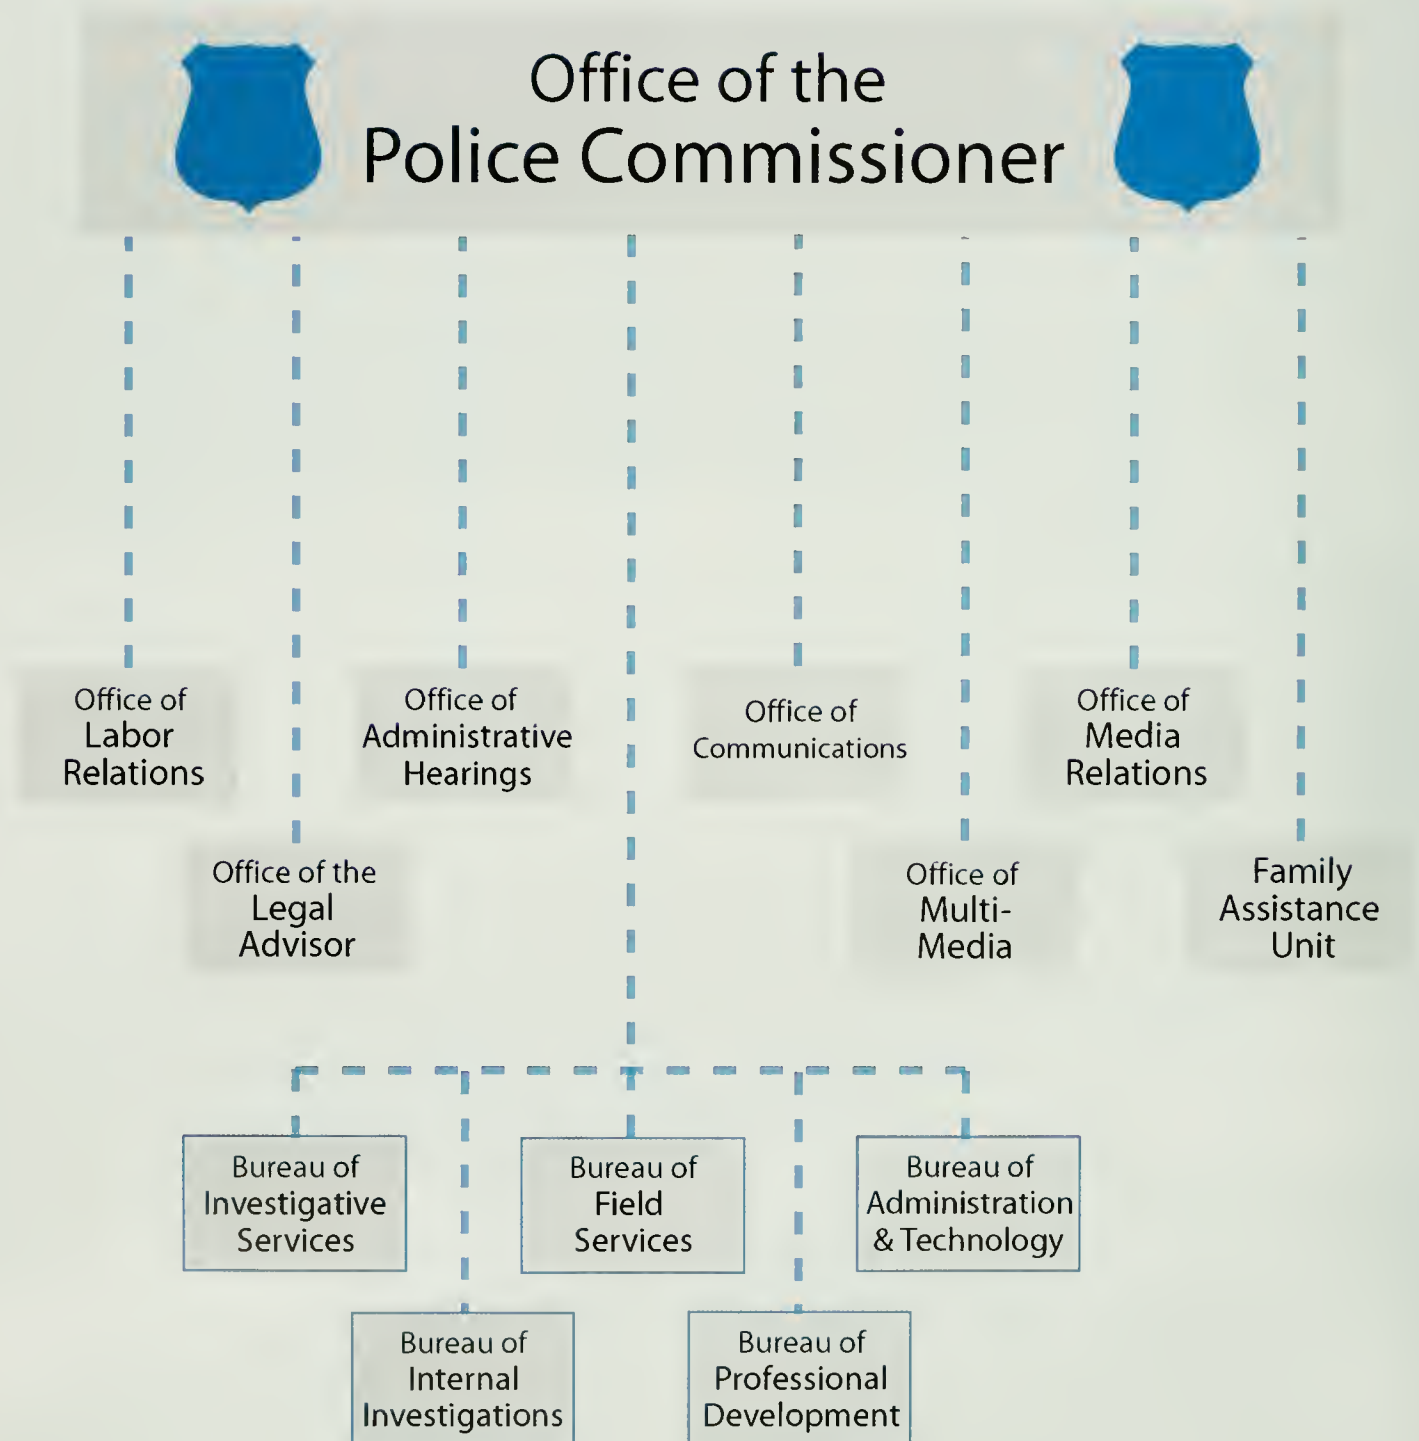 Office of the
Police Commissioner
Office of
Labor
Relations
Office of
Administrative
Hearings
Office of
Communications
Office of
Media
Relations
Office of the
Legal
Advisor
Office of
Multi-
Media
Family
Assistance
Unit
Bureau of
Investigative
Services
Bureau of
Field
Services
Bureau of
Administration
& Technology
Bureau of
Internal
Investigations
Bureau of
Professional
Development